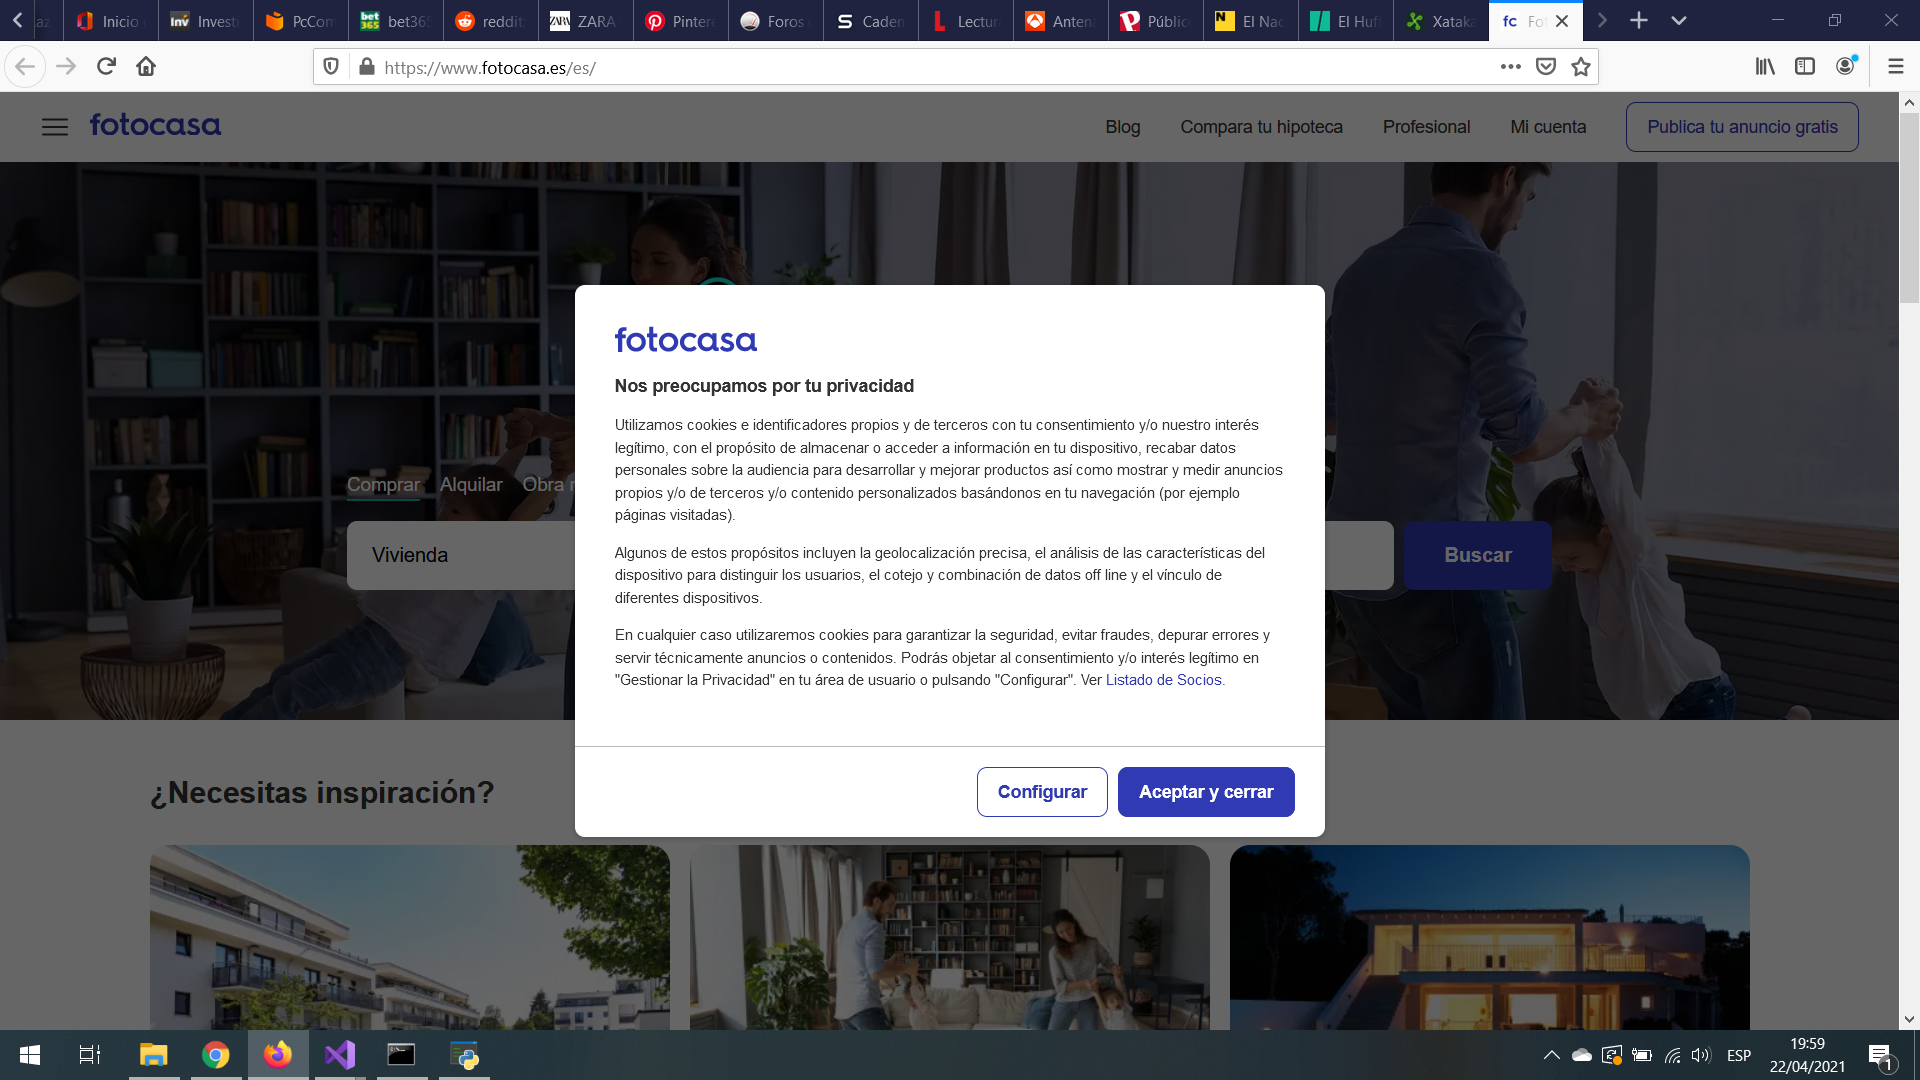 Inicio
Investi
PcCom
bet365
reddit
ZARA
Pintere
Foros
Caden
Lectur
Antena
Públic
El Nac
El Huff
Xataka
Fo
https://www.fotocasa.es/es/
fotocasa
Blog
Compara tu hipoteca
Profesional
Mi cuenta
Publica tu anuncio gratis
fotocasa
Nos preocupamos por tu privacidad
Utilizamos cookies e identificadores propios y de terceros con tu consentimiento y/o nuestro interés
legítimo, con el propósito de almacenar o acceder a información en tu dispositivo, recabar datos
personales sobre la audiencia para desarrollar y mejorar productos así como mostrar y medir anuncios
propios y/o de terceros y/o contenido personalizados basándonos en tu navegación (por ejemplo
páginas visitadas).
Algunos de estos propósitos incluyen la geolocalización precisa, el análisis de las características del
dispositivo para distinguir los usuarios, el cotejo y combinación de datos off line y el vínculo de
diferentes dispositivos.
En cualquier caso utilizaremos cookies para garantizar la seguridad, evitar fraudes, depurar errores y
servir técnicamente anuncios o contenidos. Podrás objetar al consentimiento y/o interés legítimo en
"Gestionar la Privacidad" en tu área de usuario o pulsando "Configurar". Ver Listado de Socios.
Configurar
Aceptar y cerrar
Comprar
Alquilar
Obra
Vivienda
Buscar
¿Necesitas inspiración?
ESP
19:59
22/04/2021
1